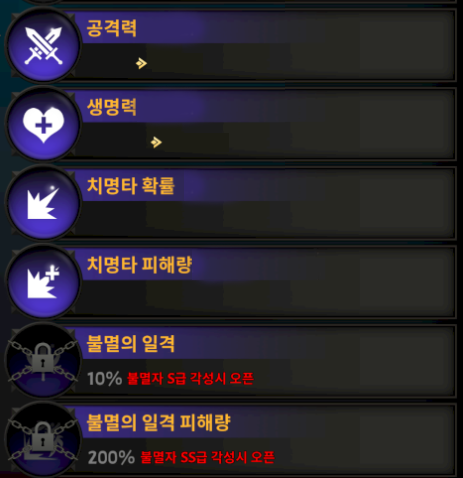 공격력
생명력
치명타 확률
치명타 피해량
불멸의 일격
10% 불멸자 S급 각성시 오픈
불멸의 일격 피해량
200% 불멸자 SS급 각성시 오픈